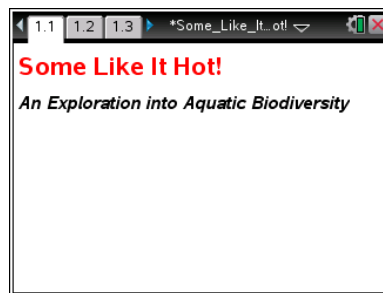 1.1 1.2 1.3 *Some_Like_It...ot!
Some Like It Hot!
An Exploration into Aquatic Biodiversity